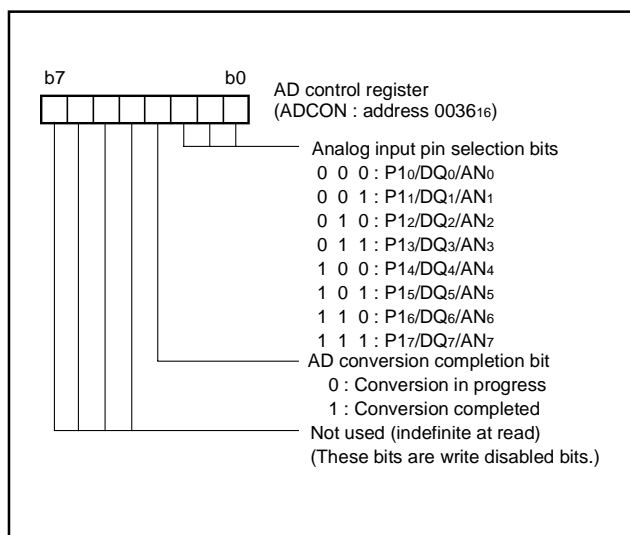 b7 b0
AD control register
(ADCON : address 0036₁₆)
Analog input pin selection bits
0 0 0 : P1₀/DQ₀/AN₀
0 0 1 : P1₁/DQ₁/AN₁
0 1 0 : P1₂/DQ₂/AN₂
0 1 1 : P1₃/DQ₃/AN₃
1 0 0 : P1₄/DQ₄/AN₄
1 0 1 : P1₅/DQ₅/AN₅
1 1 0 : P1₆/DQ₆/AN₆
1 1 1 : P1₇/DQ₇/AN₇
AD conversion completion bit
0 : Conversion in progress
1 : Conversion completed
Not used (indefinite at read)
(These bits are write disabled bits.)